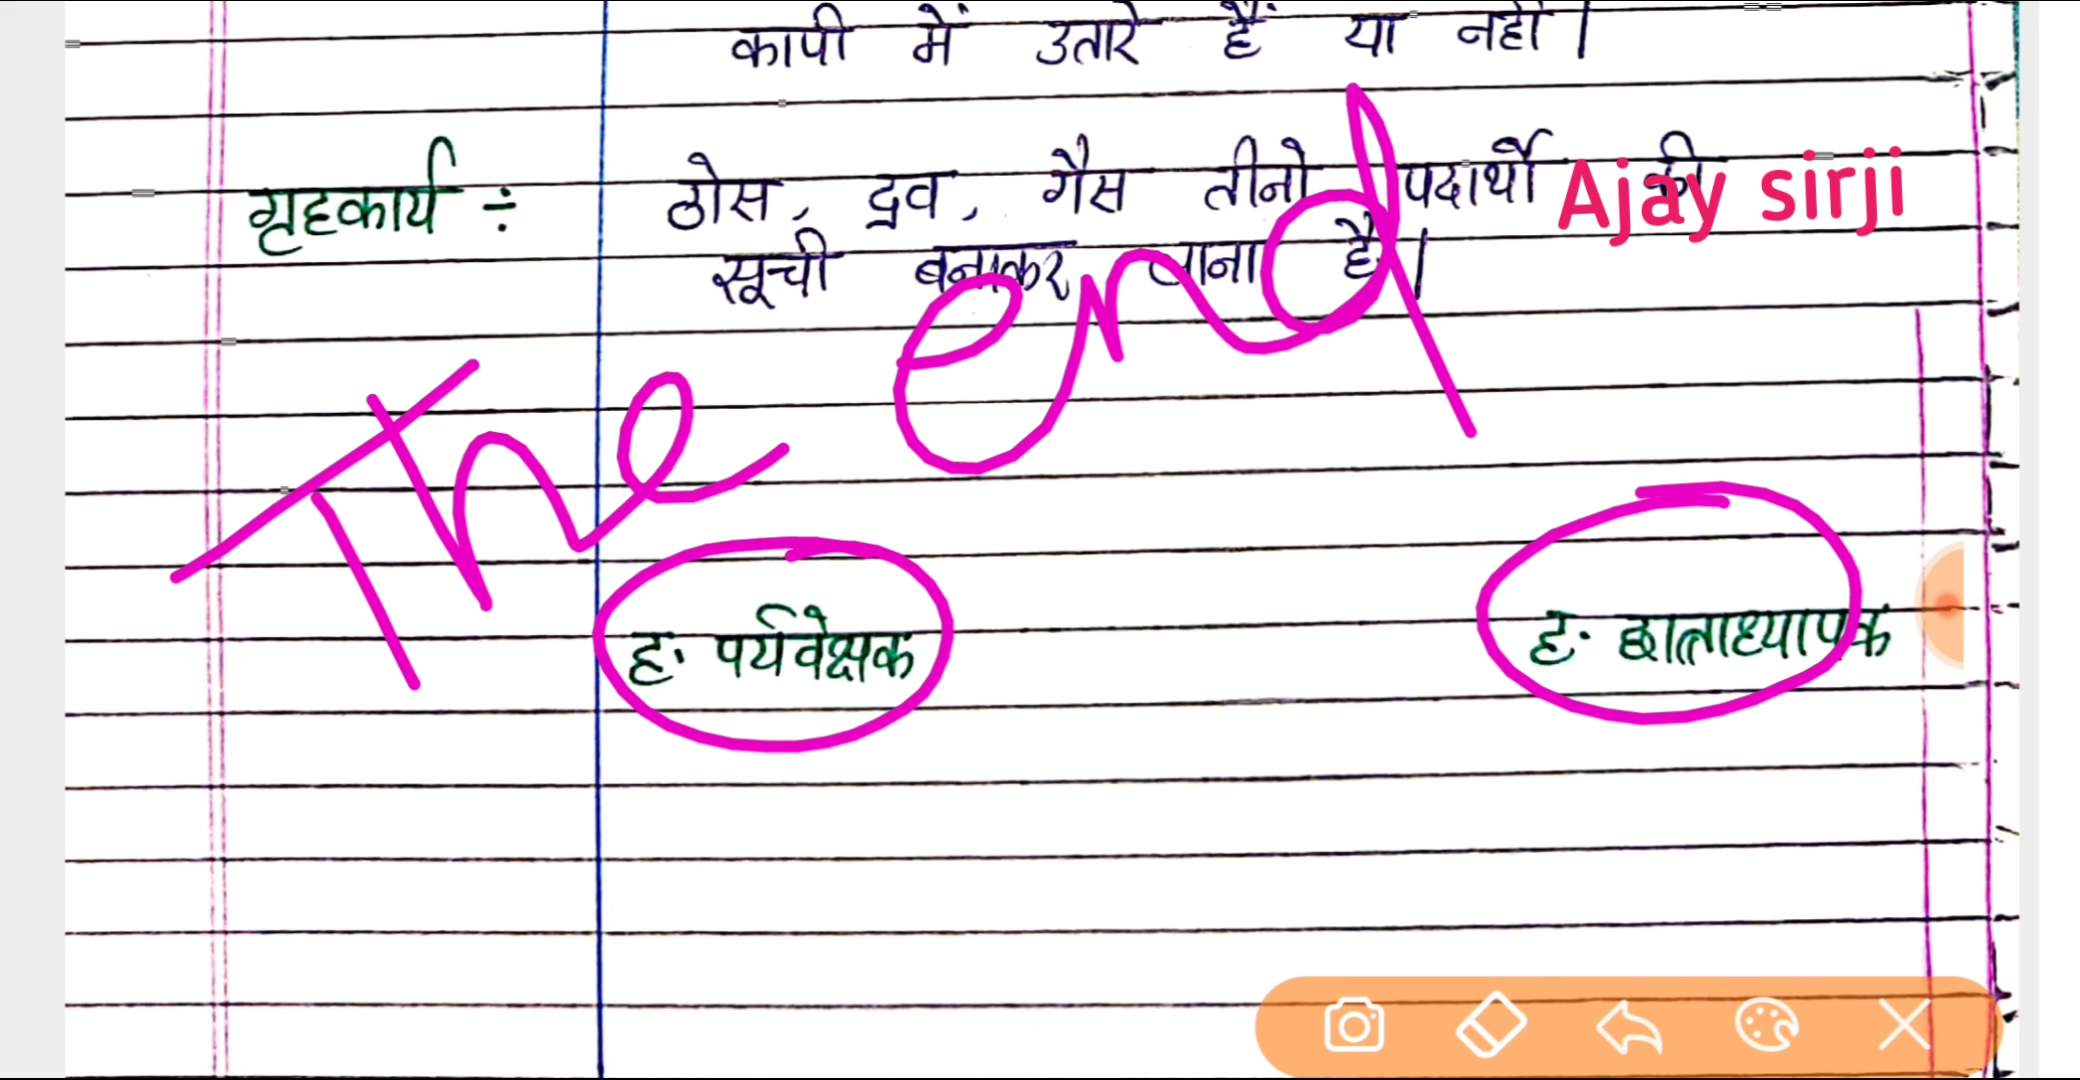 कापी में उतारे हैं या नहीं।
गृहकार्य ÷ ठोस, द्रव, गैस तीनो पदार्थो की
Ajay sirji
सूची बनाकर लाना है।
The end
ह. पर्यवेक्षक
ह. छात्राध्यापक